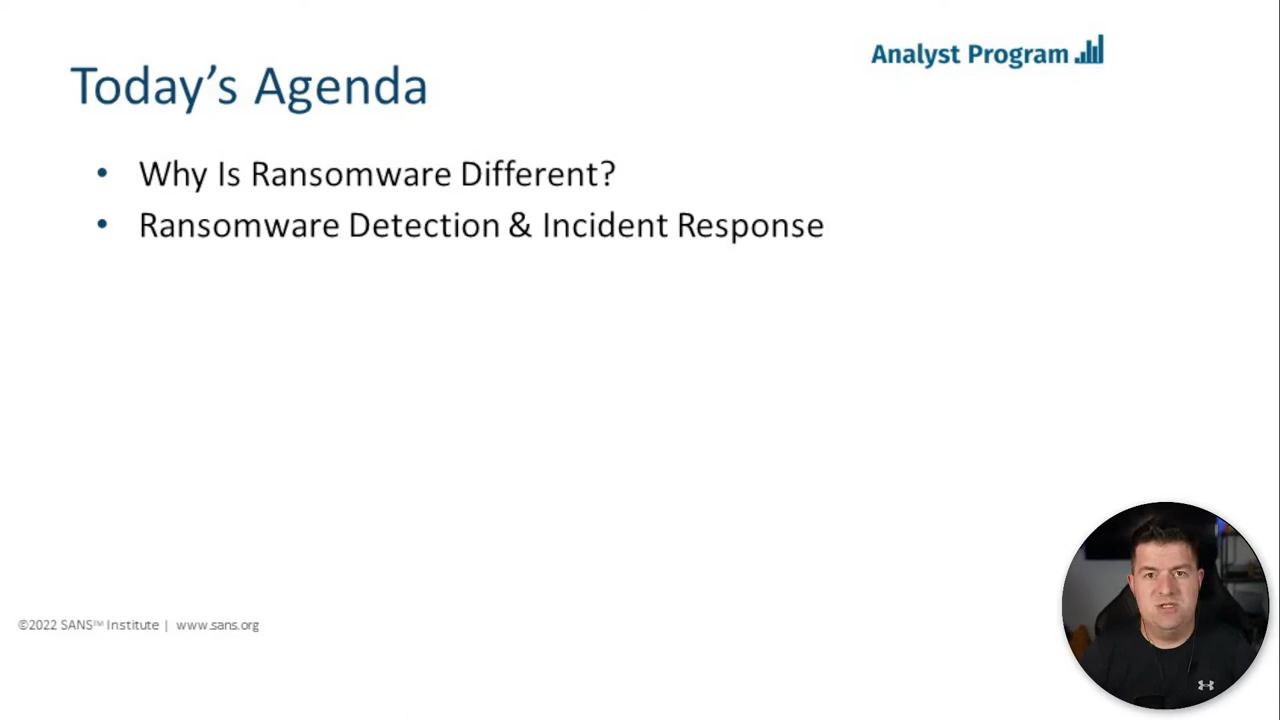 Analyst Program
Today’s Agenda
• Why Is Ransomware Different?
• Ransomware Detection & Incident Response
©2022 SANS™ Institute | www.sans.org